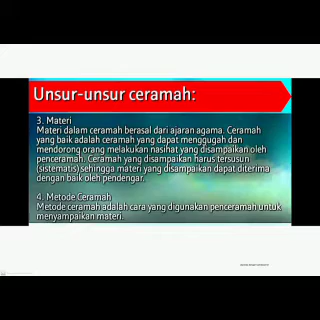 Unsur-unsur ceramah:
3. Materi
Materi dalam ceramah berasal dari ajaran agama. Ceramah
yang baik adalah ceramah yang dapat menggugah dan
mendorong orang melakukan nasihat yang disampaikan oleh
penceramah. Ceramah yang disampaikan harus tersusun
(sistematis) sehingga materi yang disampaikan dapat diterima
dengan baik oleh pendengar.
4. Metode Ceramah
Metode ceramah adalah cara yang digunakan penceramah untuk
menyampaikan materi.